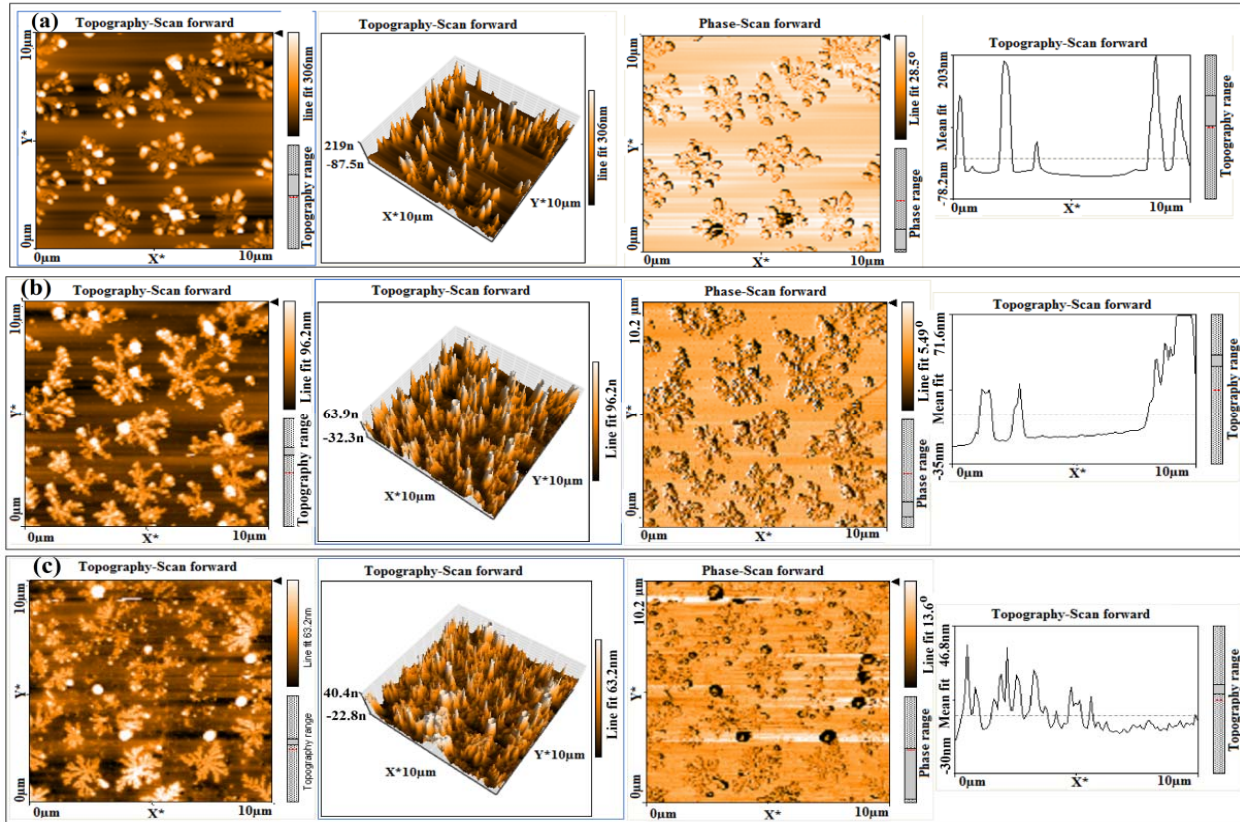 (a)
Topography-Scan forward
10µm
Y*
0µm
0µm
X*
10µm
line fit 306nm
Topography range
Topography-Scan forward
219n
-87.5n
X*10µm
Y*10µm
line fit 306nm
Phase-Scan forward
10µm
Y*
0µm
0µm
X*
10µm
Line fit 28.5°
Phase range
Topography-Scan forward
203nm
Mean fit
-78.2nm
0µm
X*
10µm
Topography range
(b)
Topography-Scan forward
10µm
Y*
0µm
0µm
X*
10µm
Line fit 96.2nm
Topography range
Topography-Scan forward
63.9n
-32.3n
X*10µm
Y*10µm
Line fit 96.2n
Phase-Scan forward
10.2 µm
Y*
0µm
0µm
X*
10µm
Line fit 5.49°
Phase range
Topography-Scan forward
71.6nm
Mean fit
-35nm
0µm
X*
10µm
Topography range
(c)
Topography-Scan forward
10µm
Y*
0µm
0µm
X*
10µm
Line fit 63.2nm
Topography range
Topography-Scan forward
40.4n
-22.8n
X*10µm
Y*10µm
Line fit 63.2nm
Phase-Scan forward
10.2 µm
Y*
0µm
0µm
X*
10µm
Line fit 13.6°
Phase range
Topography-Scan forward
46.8nm
Mean fit
-30nm
0µm
X*
10µm
Topography range